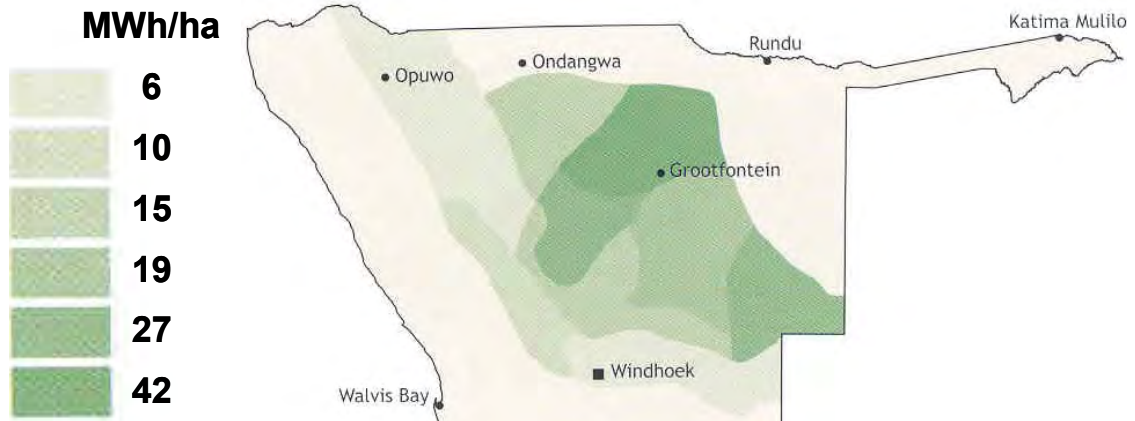 MWh/ha
6
10
15
19
27
42
Katima Mulilo
Rundu
Ondangwa
Opuwo
Grootfontein
Windhoek
Walvis Bay